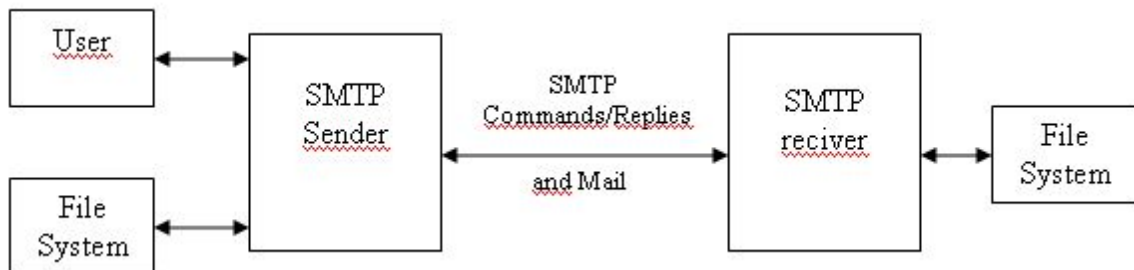 User
File
System
SMTP
Sender
SMTP
Commands/Replies
and Mail
SMTP
reciver
File
System